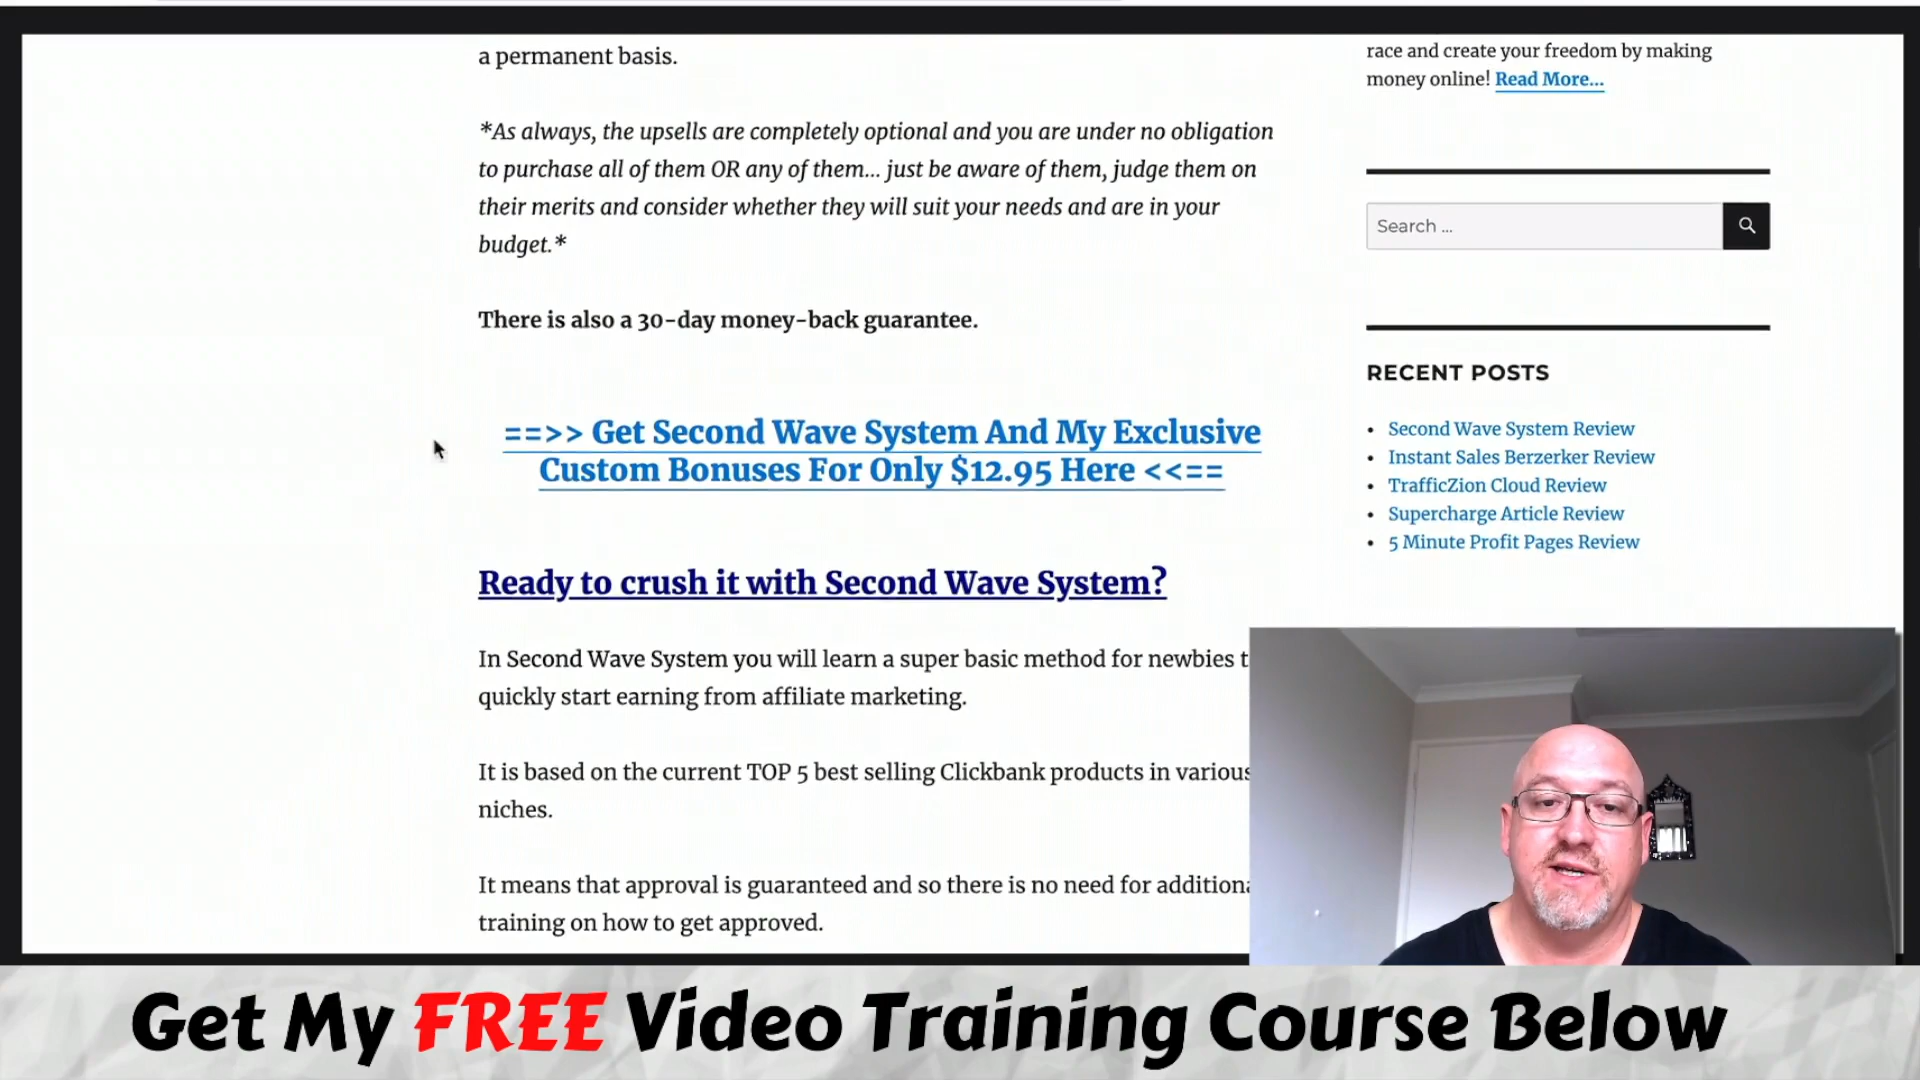 a permanent basis.
*As always, the upsells are completely optional and you are under no obligation
to purchase all of them OR any of them... just be aware of them, judge them on
their merits and consider whether they will suit your needs and are in your
budget.*
There is also a 30-day money-back guarantee.
==>> Get Second Wave System And My Exclusive
Custom Bonuses For Only $12.95 Here <<==
Ready to crush it with Second Wave System?
In Second Wave System you will learn a super basic method for newbies t
quickly start earning from affiliate marketing.
It is based on the current TOP 5 best selling Clickbank products in various
niches.
It means that approval is guaranteed and so there is no need for additiona
training on how to get approved.
race and create your freedom by making
money online! Read More...
Search ...
RECENT POSTS
• Second Wave System Review
• Instant Sales Berzerker Review
• TrafficZion Cloud Review
• Supercharge Article Review
• 5 Minute Profit Pages Review
Get My FREE Video Training Course Below